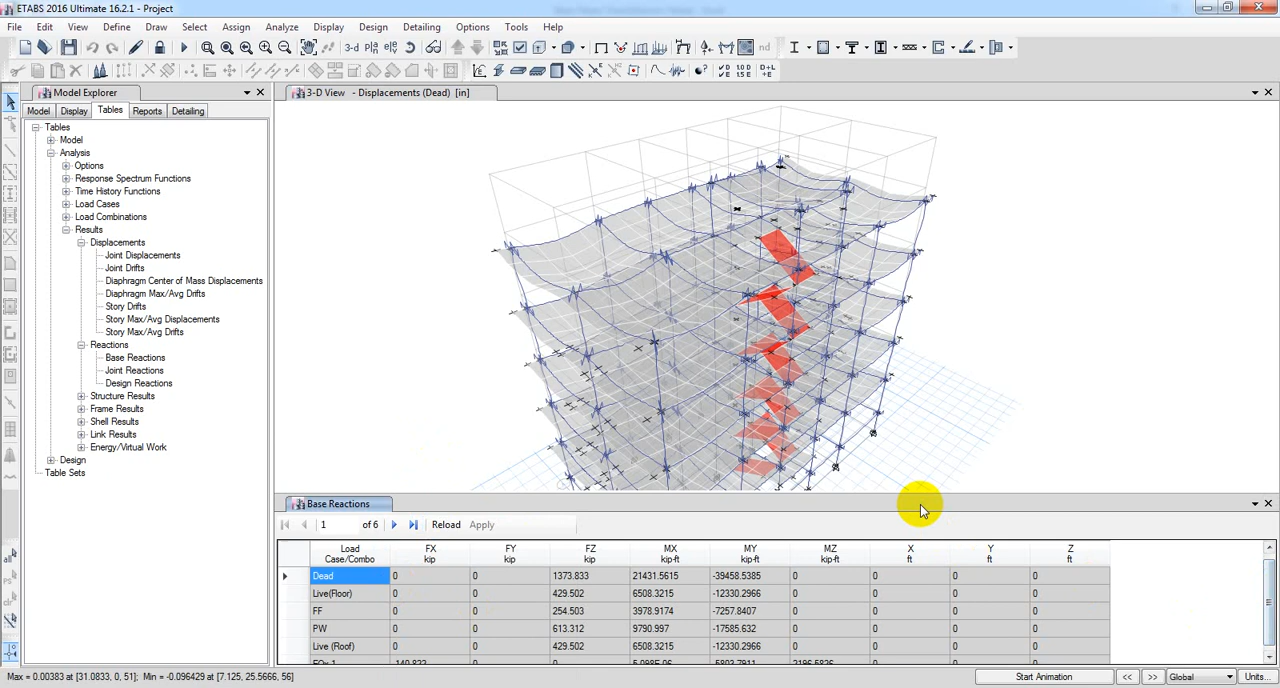 ETABS 2016 Ultimate 16.2.1 - Project
File Edit View Define Draw Select Assign Analyze Display Design Detailing Options Tools Help
3-d
nd
Model Explorer
3-D View - Displacements (Dead) [in]
Model Display Tables Reports Detailing
Tables
Model
Analysis
Options
Response Spectrum Functions
Time History Functions
Load Cases
Load Combinations
Results
Displacements
Joint Displacements
Joint Drifts
Diaphragm Center of Mass Displacements
Diaphragm Max/Avg Drifts
Story Drifts
Story Max/Avg Displacements
Story Max/Avg Drifts
Reactions
Base Reactions
Joint Reactions
Design Reactions
Structure Results
Frame Results
Shell Results
Link Results
Energy/Virtual Work
Design
Table Sets
Base Reactions
1 of 6 Reload Apply
Load Case/Combo FX kip FY kip FZ kip MX kip-ft MY kip-ft MZ kip-ft X ft Y ft Z ft
Dead 0 0 1373.833 21431.5615 -39458.5385 0 0 0 0
Live(Floor) 0 0 429.502 6508.3215 -12330.2966 0 0 0 0
FF 0 0 254.503 3978.9174 -7257.8407 0 0 0 0
PW 0 0 613.312 9790.997 -17585.632 0 0 0 0
Live (Roof) 0 0 429.502 6508.3215 -12330.2966 0 0 0 0
Max = 0.00383 at [31.0833, 0, 51]; Min = -0.096429 at [7.125, 25.5666, 56]
Start Animation << >> Global Units...